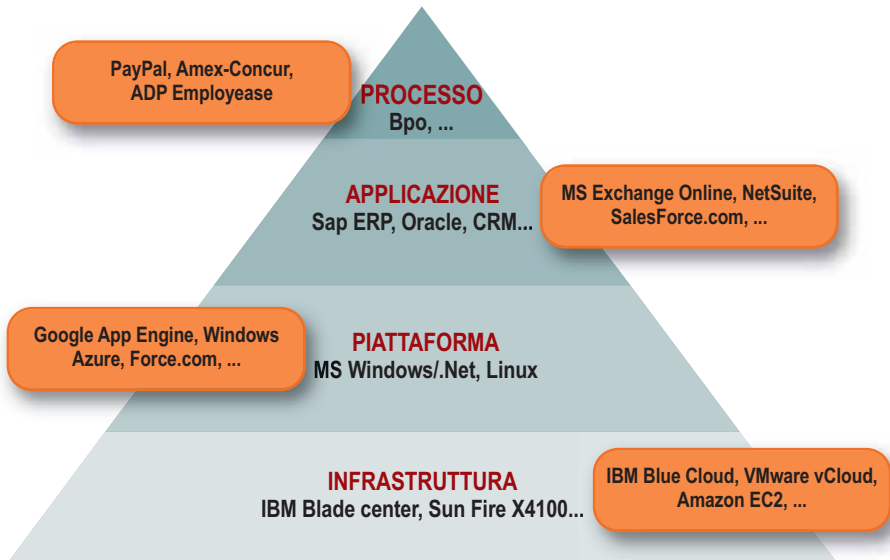 PayPal, Amex-Concur,
ADP Employease
PROCESSO
Bpo, ...
APPLICAZIONE
Sap ERP, Oracle, CRM...
MS Exchange Online, NetSuite,
SalesForce.com, ...
Google App Engine, Windows
Azure, Force.com, ...
PIATTAFORMA
MS Windows/.Net, Linux
INFRASTRUTTURA
IBM Blade center, Sun Fire X4100...
IBM Blue Cloud, VMware vCloud,
Amazon EC2, ...